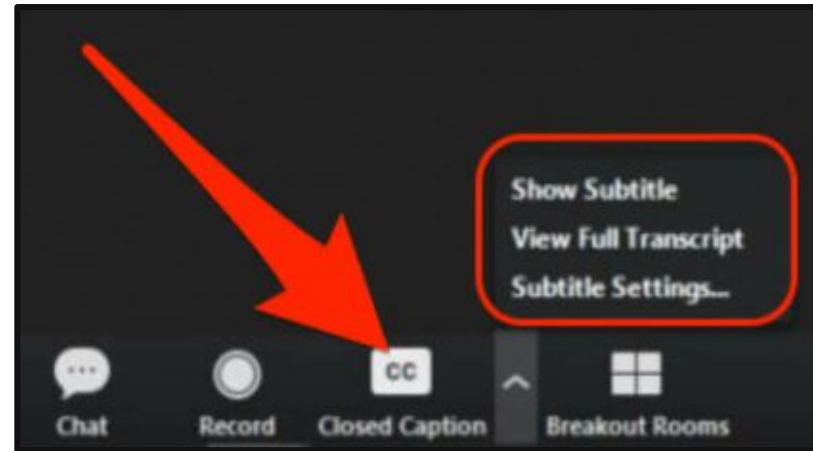 Show Subtitle
View Full Transcript
Subtitle Settings...
CC
Chat
Record
Closed Caption
Breakout Rooms